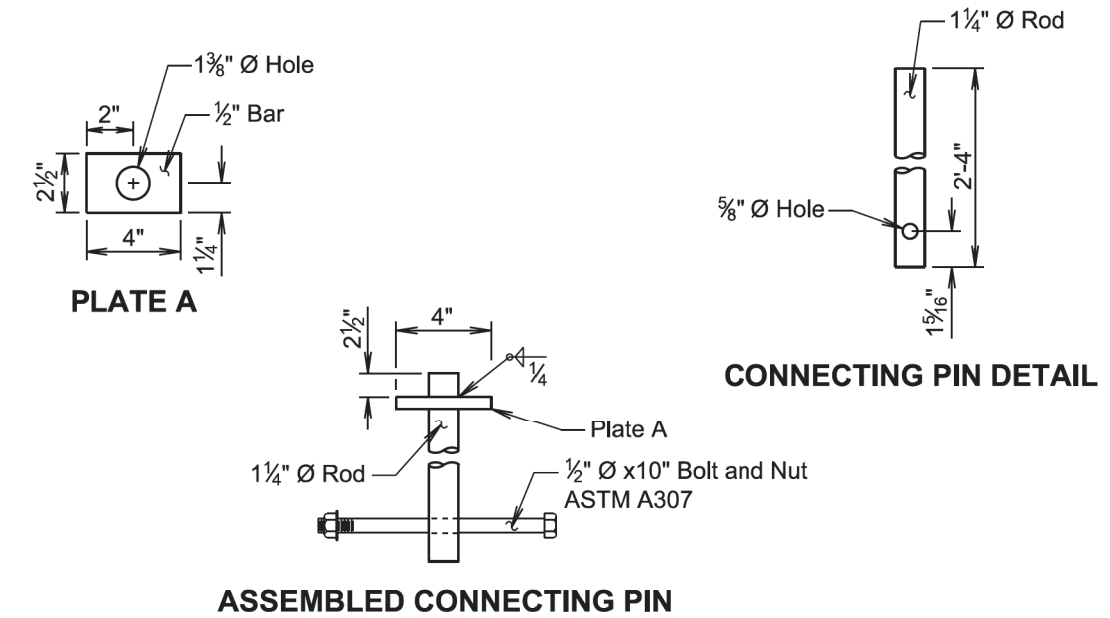 1⅜" Ø Hole
½" Bar
2"
2½"
4"
1¼"
PLATE A
1¼" Ø Rod
2'-4"
⅝" Ø Hole
1⁵⁄₁₆"
CONNECTING PIN DETAIL
2½"
4"
¼
Plate A
1¼" Ø Rod
½" Ø x10" Bolt and Nut
ASTM A307
ASSEMBLED CONNECTING PIN